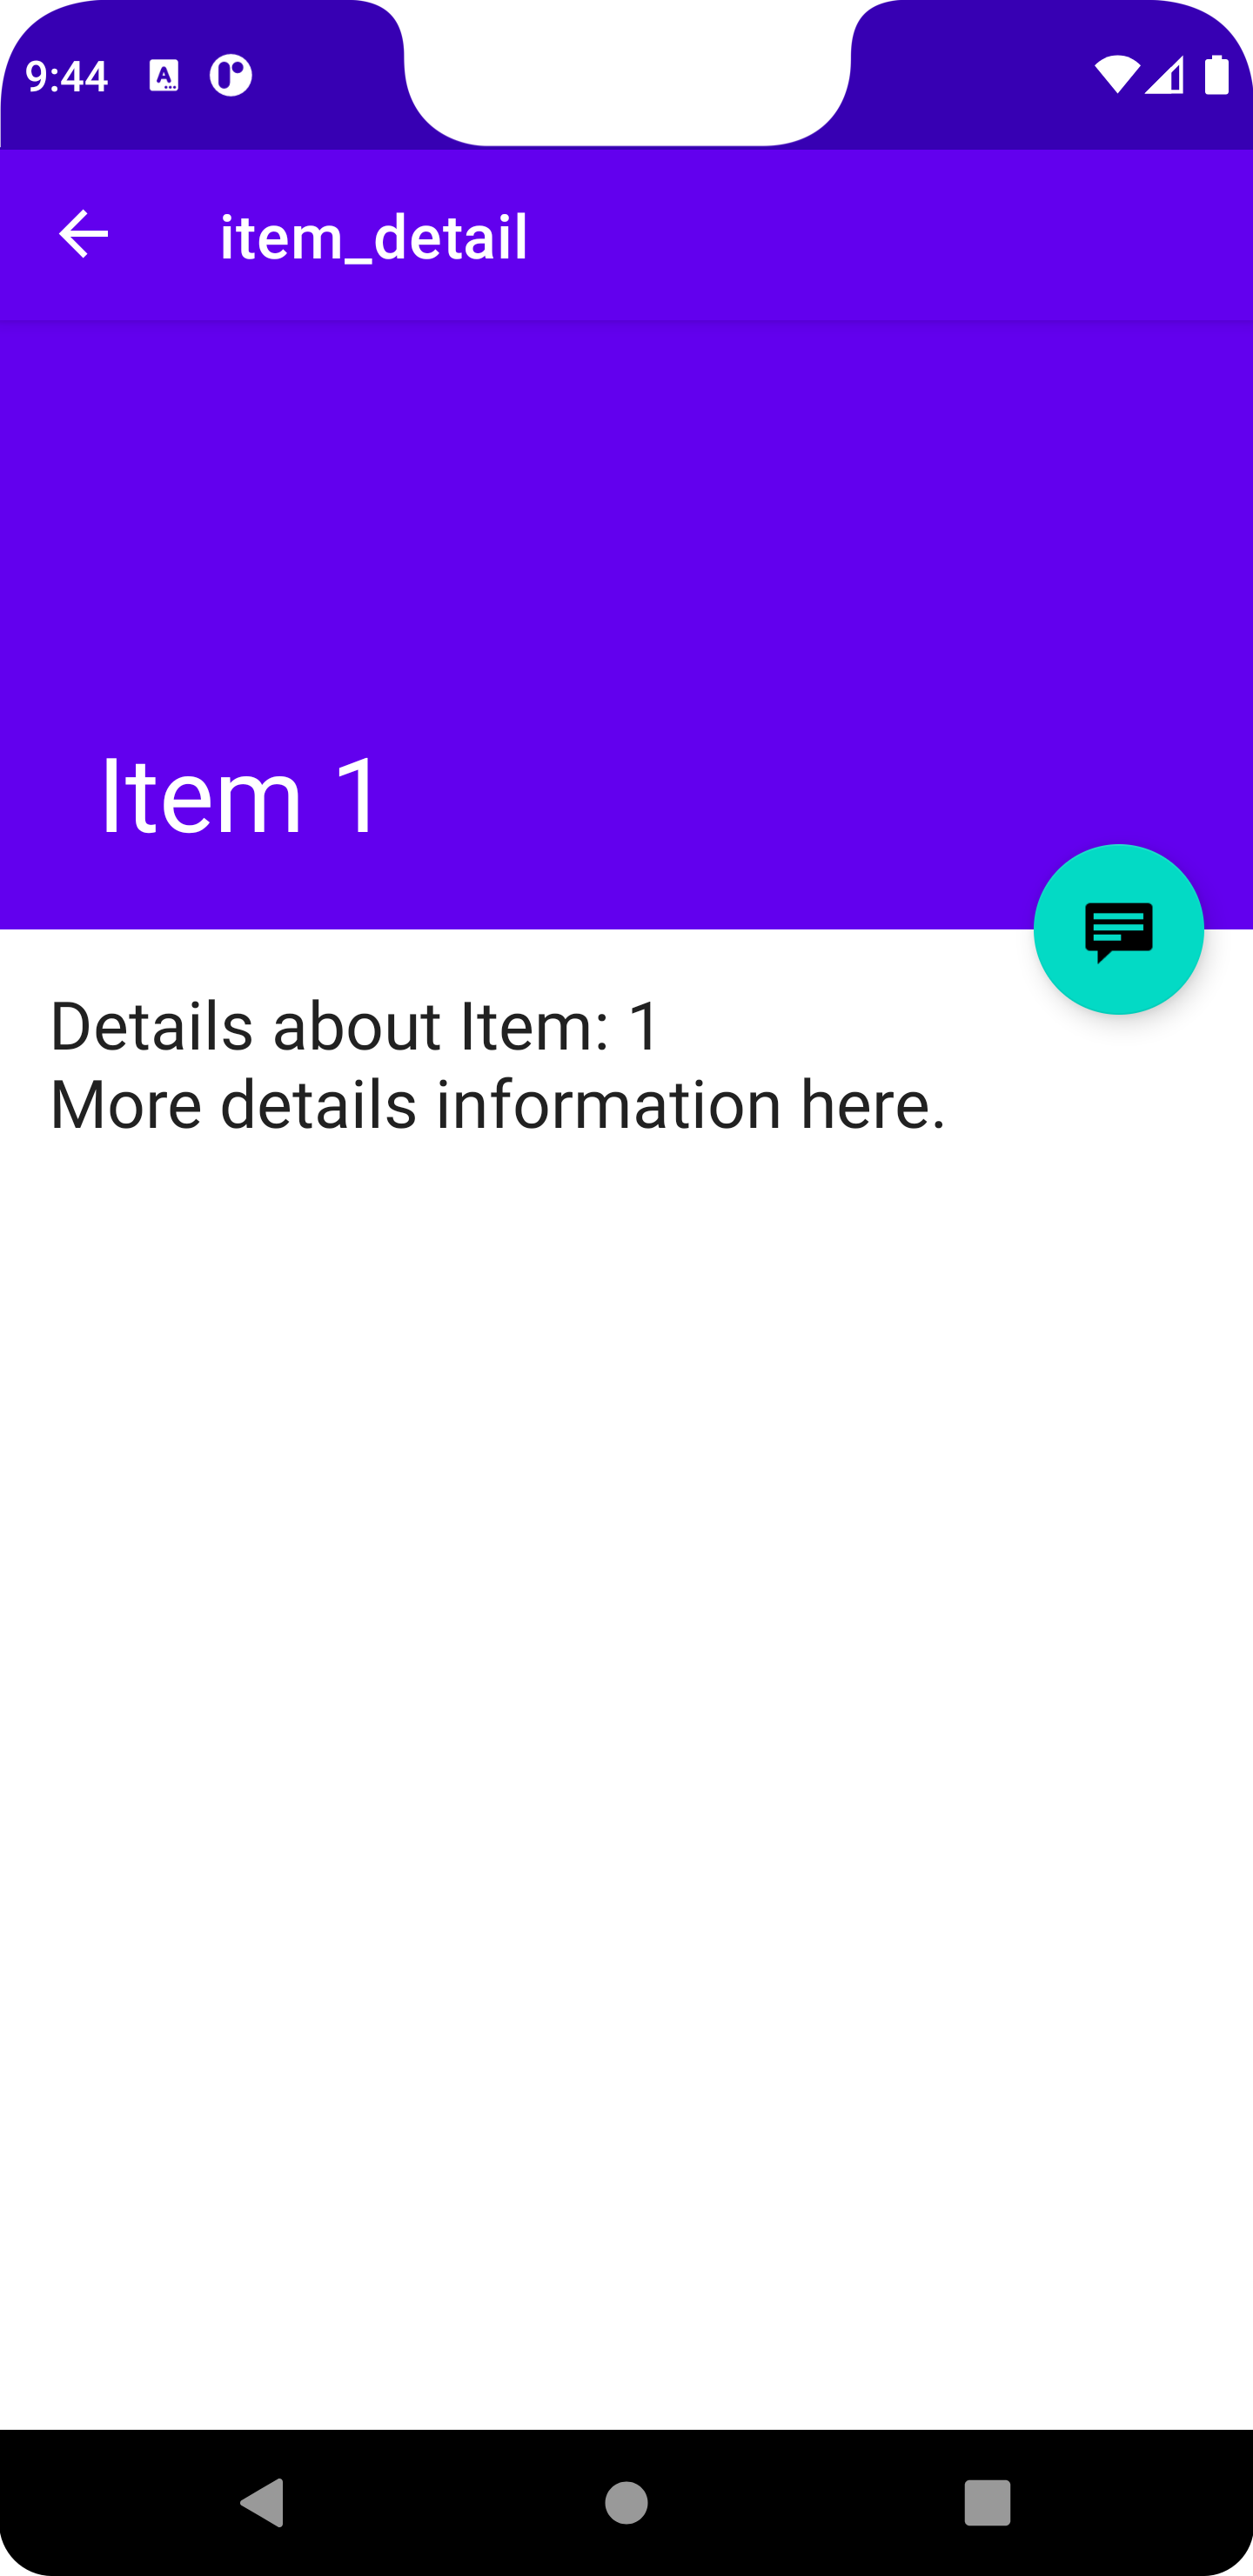 9:44
item_detail
Item 1
Details about Item: 1
More details information here.